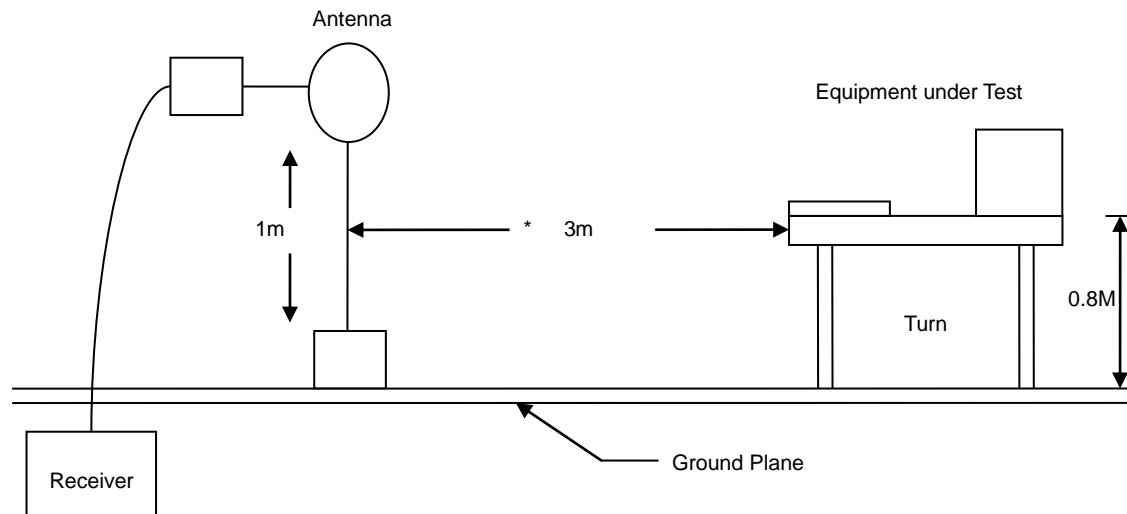 Antenna
Equipment under Test
1m
* 3m
0.8M
Turn
Ground Plane
Receiver